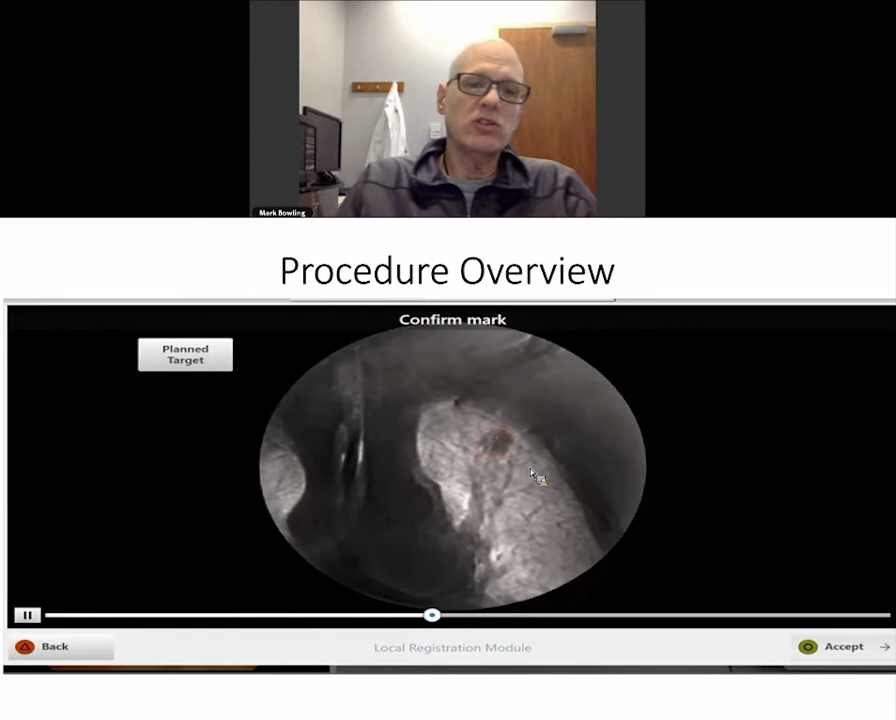 Mark Bowling
Procedure Overview
Confirm mark
Planned
Target
Back
Local Registration Module
Accept